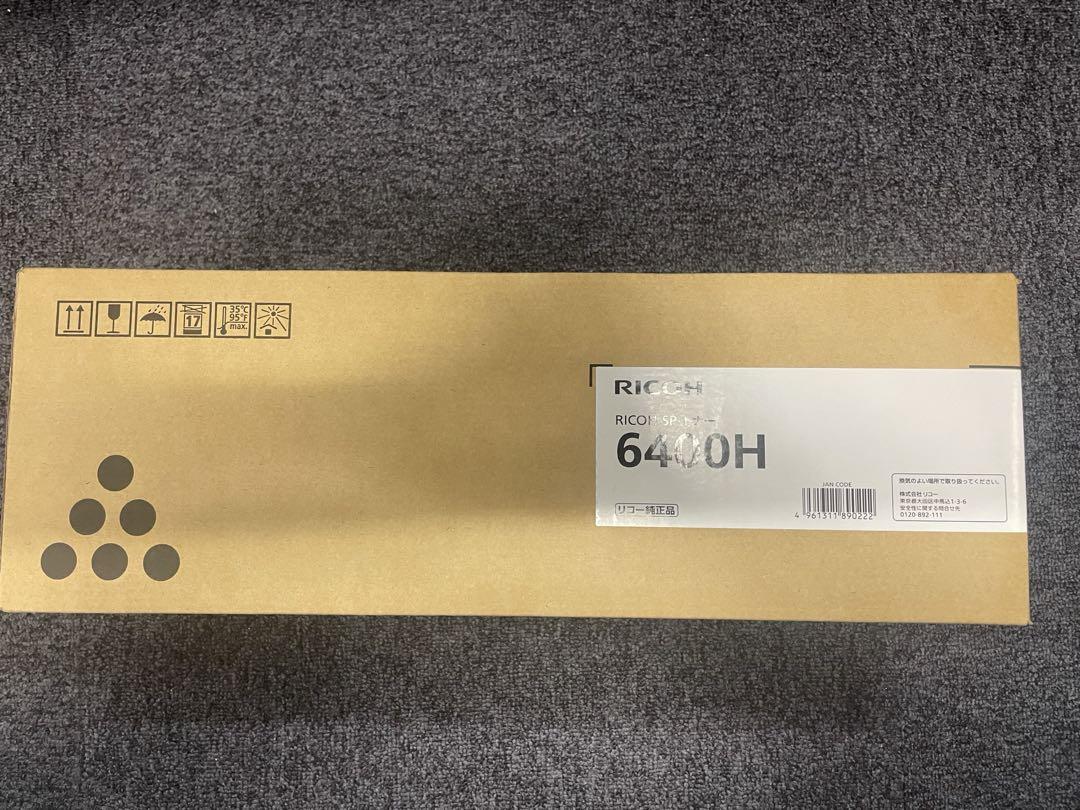 17
35℃
95°F
max.
RICOH
RICOH SP トナー
6400H
JAN CODE
4 961311 890222
リコー純正品
換気のよい場所で取り扱ってください。
株式会社リコー
東京都大田区中馬込1-3-6
安全性に関する問合せ先
0120-892-111